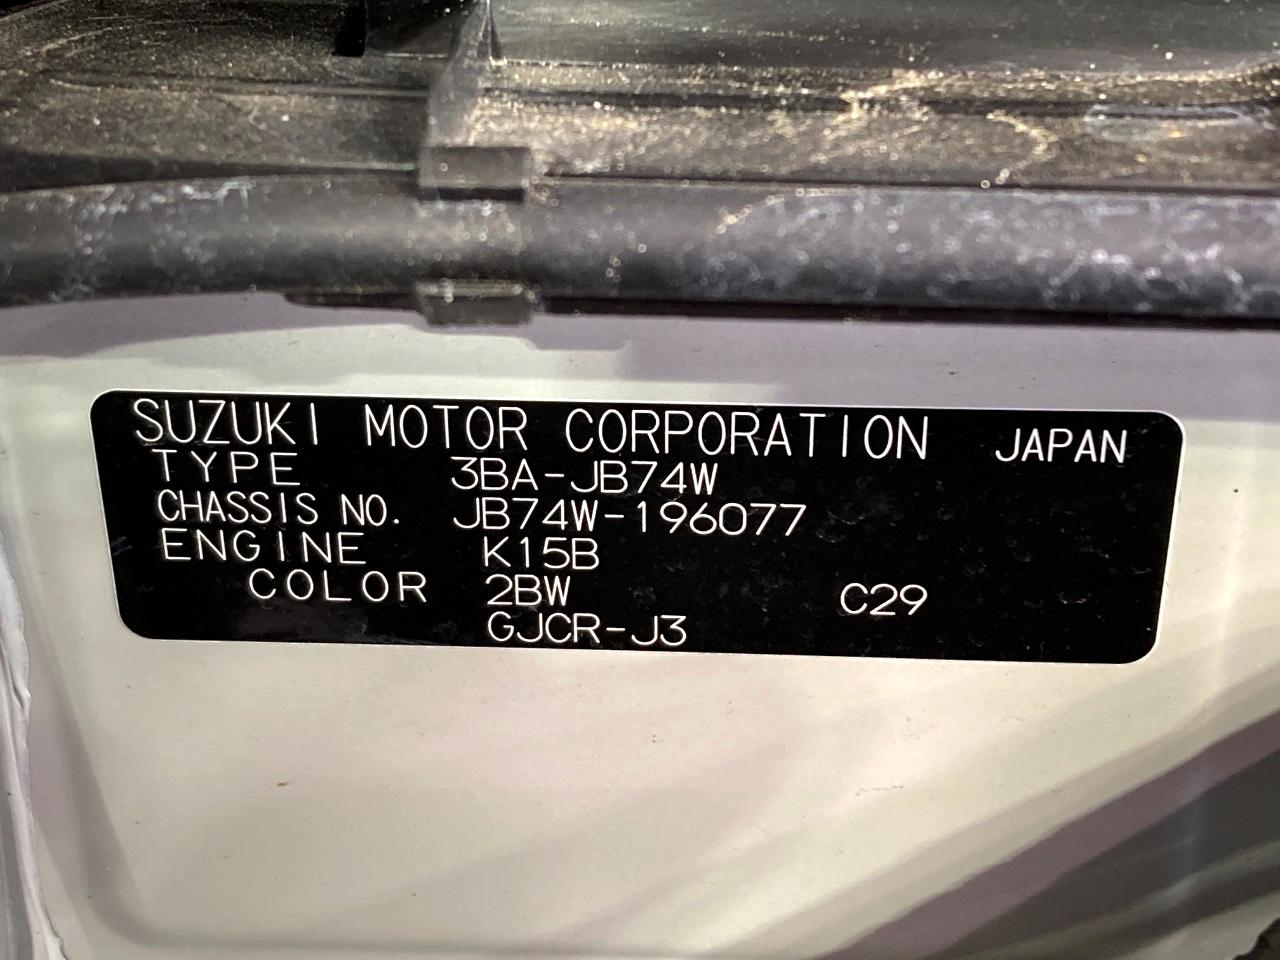 SUZUKI MOTOR CORPORATION JAPAN
TYPE 3BA-JB74W
CHASSIS NO. JB74W-196077
ENGINE K15B
COLOR 2BW C29
GJCR-J3